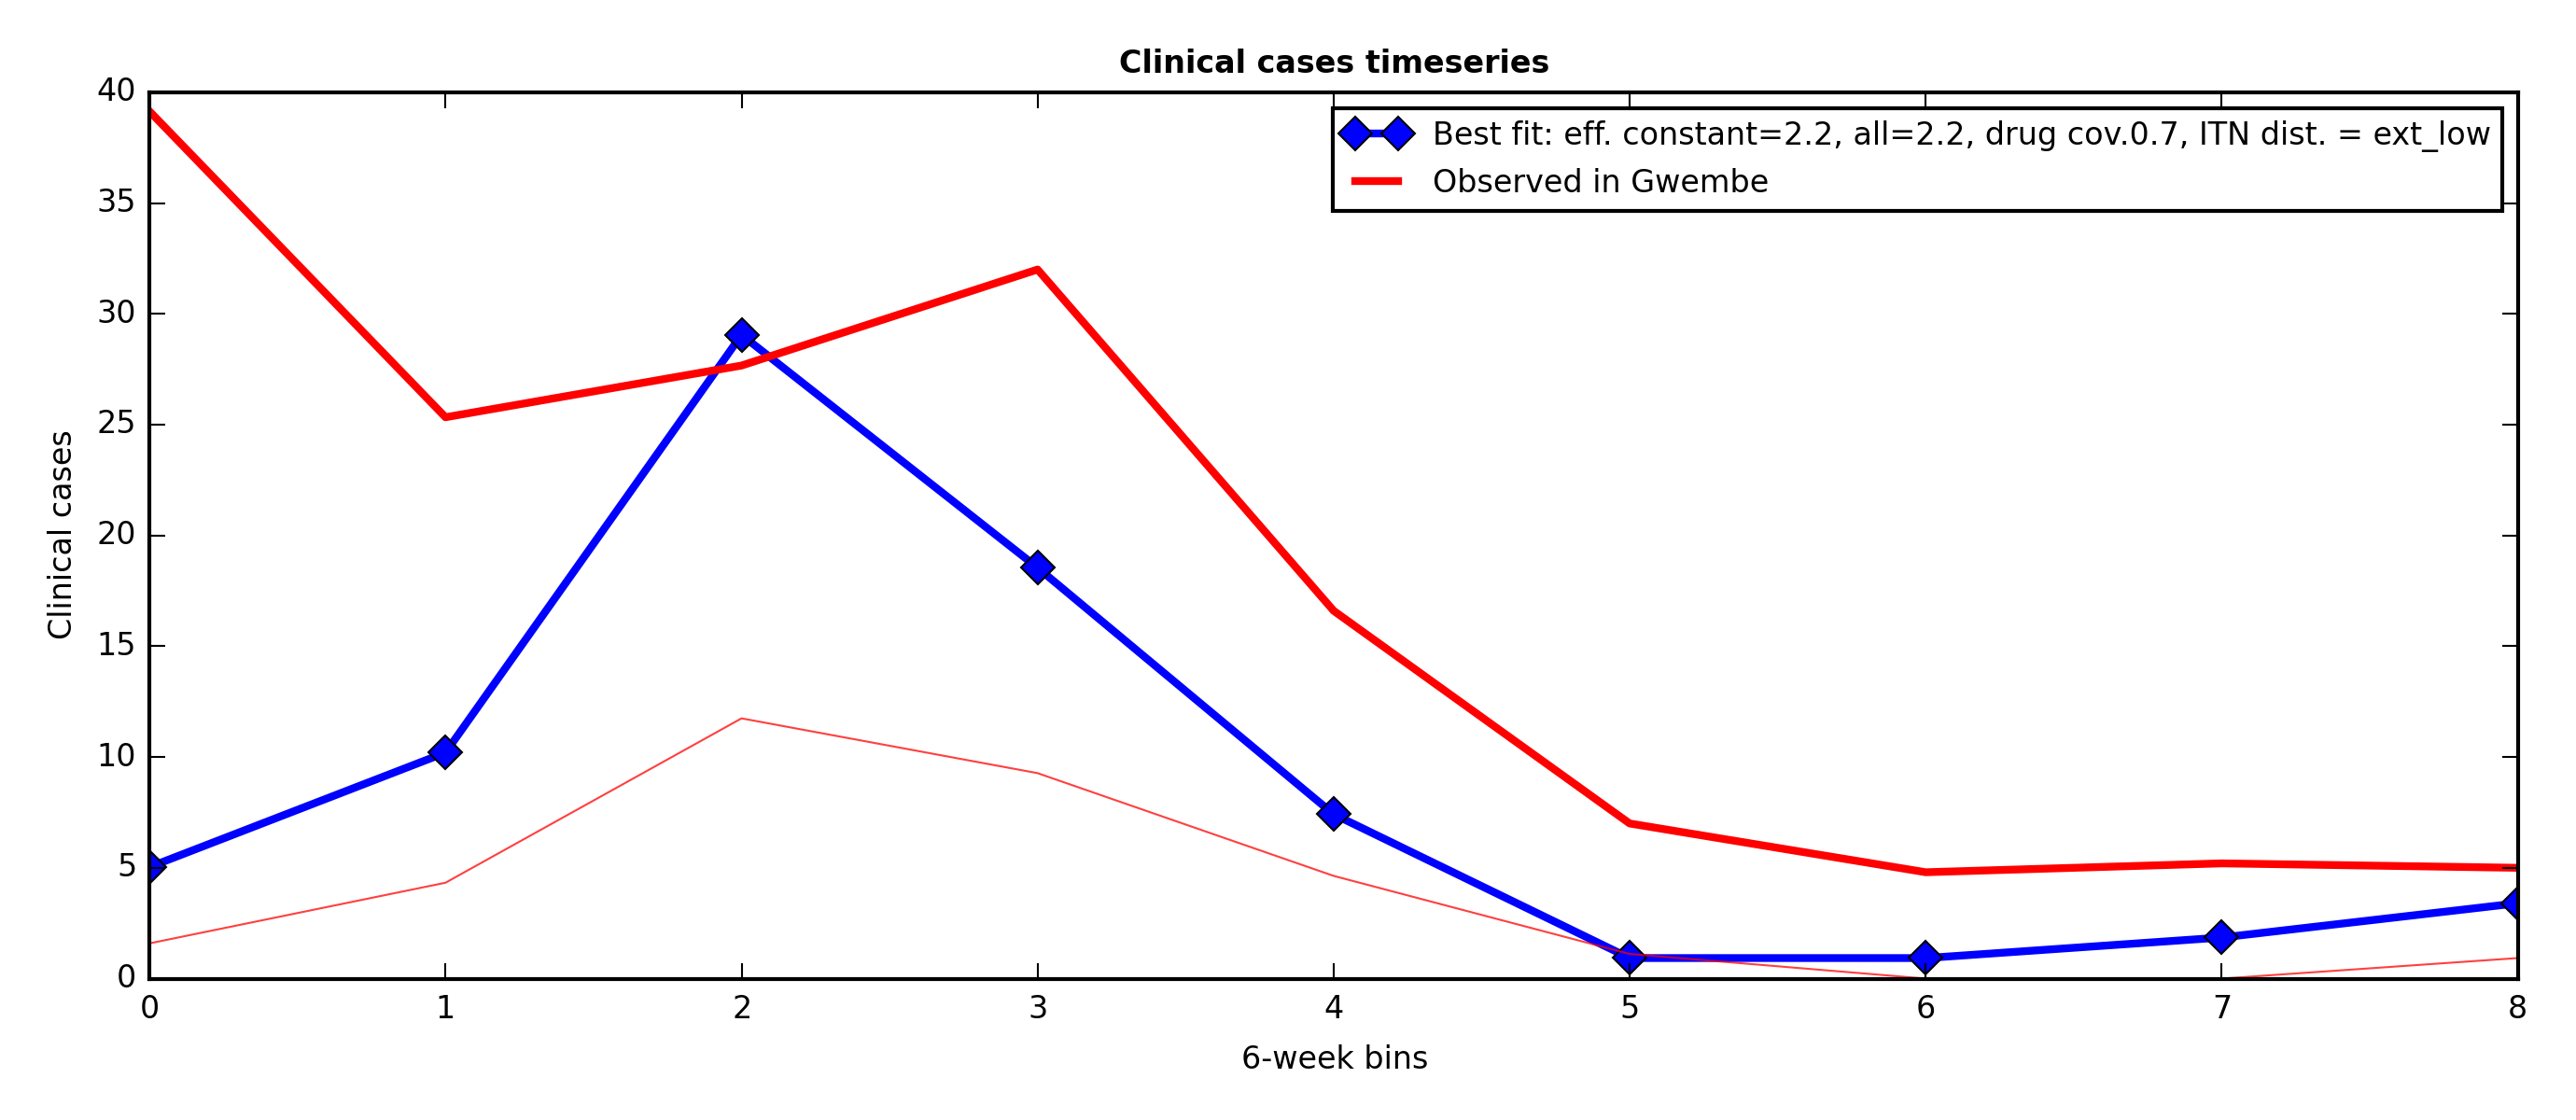 Clinical cases timeseries
40
35
30
25
20
15
10
5
0
Clinical cases
Best fit: eff. constant=2.2, all=2.2, drug cov.0.7, ITN dist. = ext_low
Observed in Gwembe
0 1 2 3 4 5 6 7 8
6-week bins